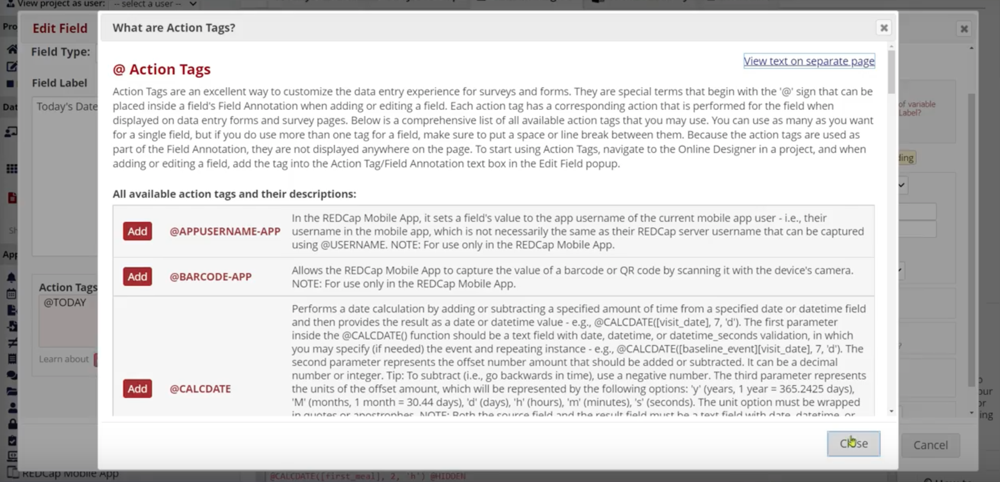 View project as user: -- select a user --
What are Action Tags?
Edit Field
Field Type:
Field Label
Today's Date
Action Tags
@TODAY
Learn about
View text on separate page
@ Action Tags
Action Tags are an excellent way to customize the data entry experience for surveys and forms. They are special terms that begin with the '@' sign that can be
placed inside a field's Field Annotation when adding or editing a field. Each action tag has a corresponding action that is performed for the field when
displayed on data entry forms and survey pages. Below is a comprehensive list of all available action tags that you may use. You can use as many as you want
for a single field, but if you do use more than one tag for a field, make sure to put a space or line break between them. Because the action tags are used as
part of the Field Annotation, they are not displayed anywhere on the page. To start using Action Tags, navigate to the Online Designer in a project, and when
adding or editing a field, add the tag into the Action Tag/Field Annotation text box in the Edit Field popup.
All available action tags and their descriptions:
Add @APPUSERNAME-APP
In the REDCap Mobile App, it sets a field's value to the app username of the current mobile app user - i.e., their
username in the mobile app, which is not necessarily the same as their REDCap server username that can be captured
using @USERNAME. NOTE: For use only in the REDCap Mobile App.
Add @BARCODE-APP
Allows the REDCap Mobile App to capture the value of a barcode or QR code by scanning it with the device's camera.
NOTE: For use only in the REDCap Mobile App.
Add @CALCDATE
Performs a date calculation by adding or subtracting a specified amount of time from a specified date or datetime field
and then provides the result as a date or datetime value - e.g., @CALCDATE([visit_date], 7, 'd'). The first parameter
inside the @CALCDATE() function should be a text field with date, datetime, or datetime_seconds validation, in which
you may specify (if needed) the event and repeating instance - e.g., @CALCDATE([baseline_event][visit_date], 7, 'd'). The
second parameter represents the offset number amount that should be added or subtracted. It can be a decimal
number or integer. Tip: To subtract (i.e., go backwards in time), use a negative number. The third parameter represents
the units of the offset amount, which will be represented by the following options: 'y' (years, 1 year = 365.2425 days),
'M' (months, 1 month = 30.44 days), 'd' (days), 'h' (hours), 'm' (minutes), 's' (seconds). The unit option must be wrapped
in quotes or apostrophes. NOTE: Both the source field and the result field must be a text field with date, datetime, or
of variable
Label?
Close
Cancel
REDCap Mobile App
@CALCDATE([first_meal], 2, 'h') @HIDDEN